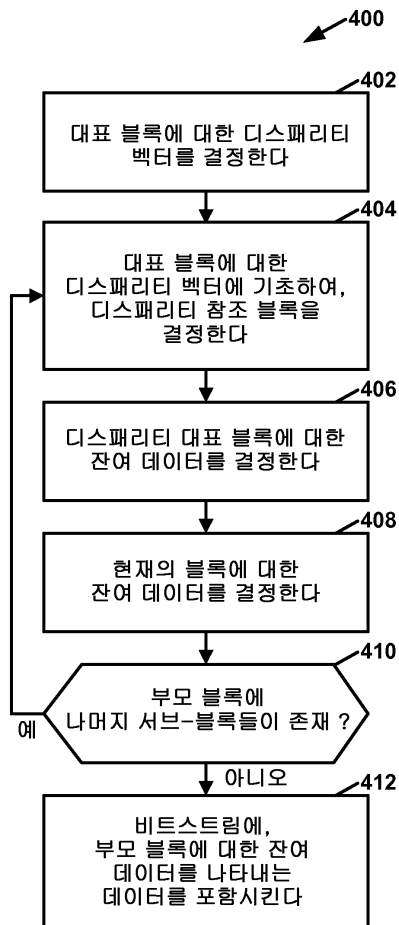 400
402
대표 블록에 대한 디스패리티
벡터를 결정한다
404
대표 블록에 대한
디스패리티 벡터에 기초하여,
디스패리티 참조 블록을
결정한다
406
디스패리티 대표 블록에 대한
잔여 데이터를 결정한다
408
현재의 블록에 대한
잔여 데이터를 결정한다
410
부모 블록에
나머지 서브-블록들이 존재 ?
예
아니오
412
비트스트림에,
부모 블록에 대한 잔여
데이터를 나타내는
데이터를 포함시킨다